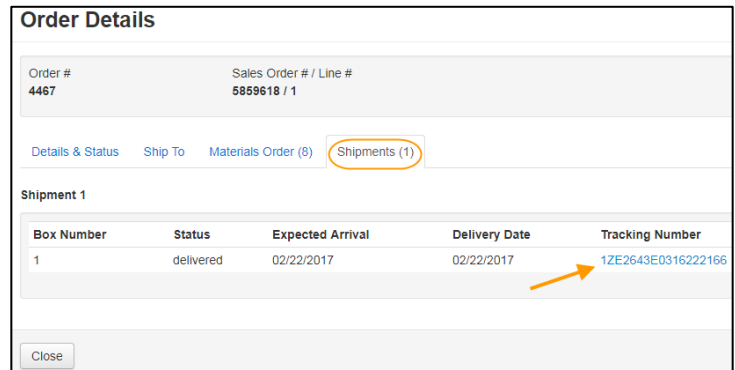 Order Details
Order # Sales Order # / Line #
4467 5859618 / 1
Details & Status Ship To Materials Order (8) Shipments (1)
Shipment 1
Box Number Status Expected Arrival Delivery Date Tracking Number
1 delivered 02/22/2017 02/22/2017 1ZE2643E0316222166
Close